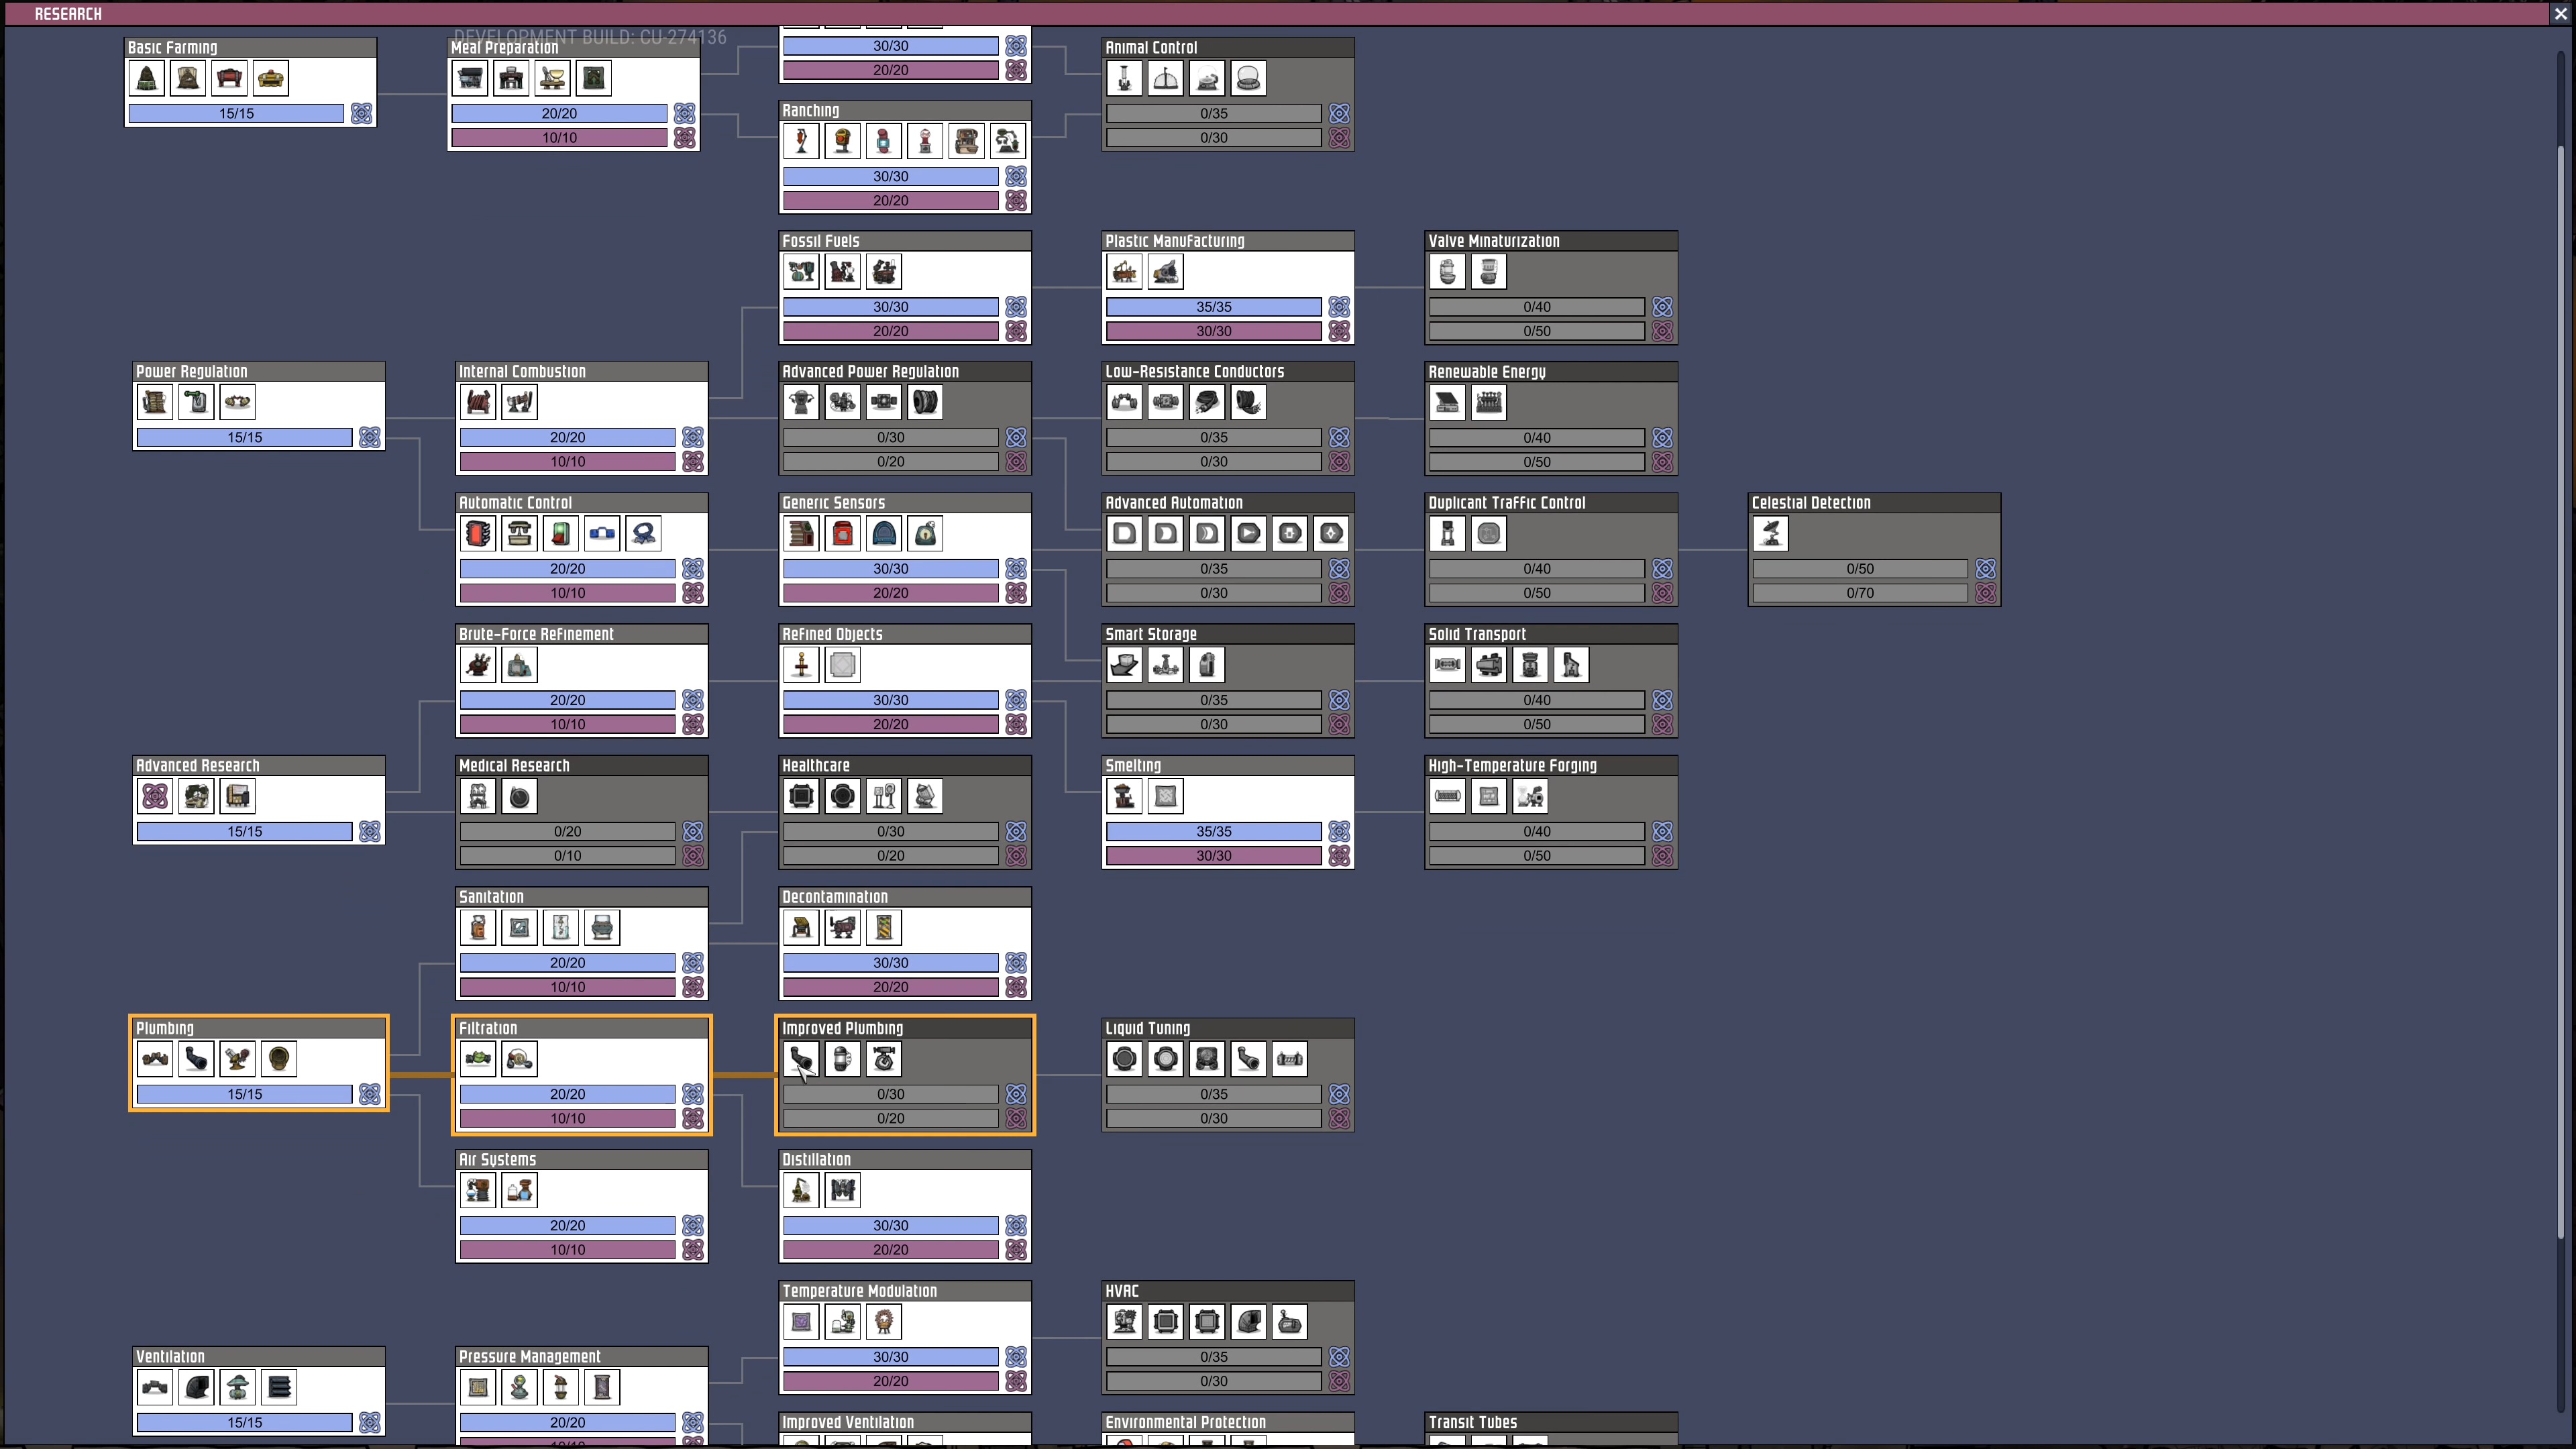 RESEARCH
DEVELOPMENT BUILD: CU-274136
Basic Farming
15/15
Meal Preparation
20/20
10/10
30/30
20/20
Ranching
30/30
20/20
Animal Control
0/35
0/30
Fossil Fuels
30/30
20/20
Plastic Manufacturing
35/35
30/30
Valve Minaturization
0/40
0/50
Power Regulation
15/15
Internal Combustion
20/20
10/10
Advanced Power Regulation
0/30
0/20
Low-Resistance Conductors
0/35
0/30
Renewable Energy
0/40
0/50
Automatic Control
20/20
10/10
Generic Sensors
30/30
20/20
Advanced Automation
0/35
0/30
Duplicant Traffic Control
0/40
0/50
Celestial Detection
0/50
0/70
Brute-Force Refinement
20/20
10/10
Refined Objects
30/30
20/20
Smart Storage
0/35
0/30
Solid Transport
0/40
0/50
Advanced Research
15/15
Medical Research
0/20
0/10
Healthcare
0/30
0/20
Smelting
35/35
30/30
High-Temperature Forging
0/40
0/50
Sanitation
20/20
10/10
Decontamination
30/30
20/20
Plumbing
15/15
Filtration
20/20
10/10
Improved Plumbing
0/30
0/20
Liquid Tuning
0/35
0/30
Air Systems
20/20
10/10
Distillation
30/30
20/20
Temperature Modulation
30/30
20/20
HVAC
0/35
0/30
Ventilation
15/15
Pressure Management
20/20
Improved Ventilation
Environmental Protection
Transit Tubes